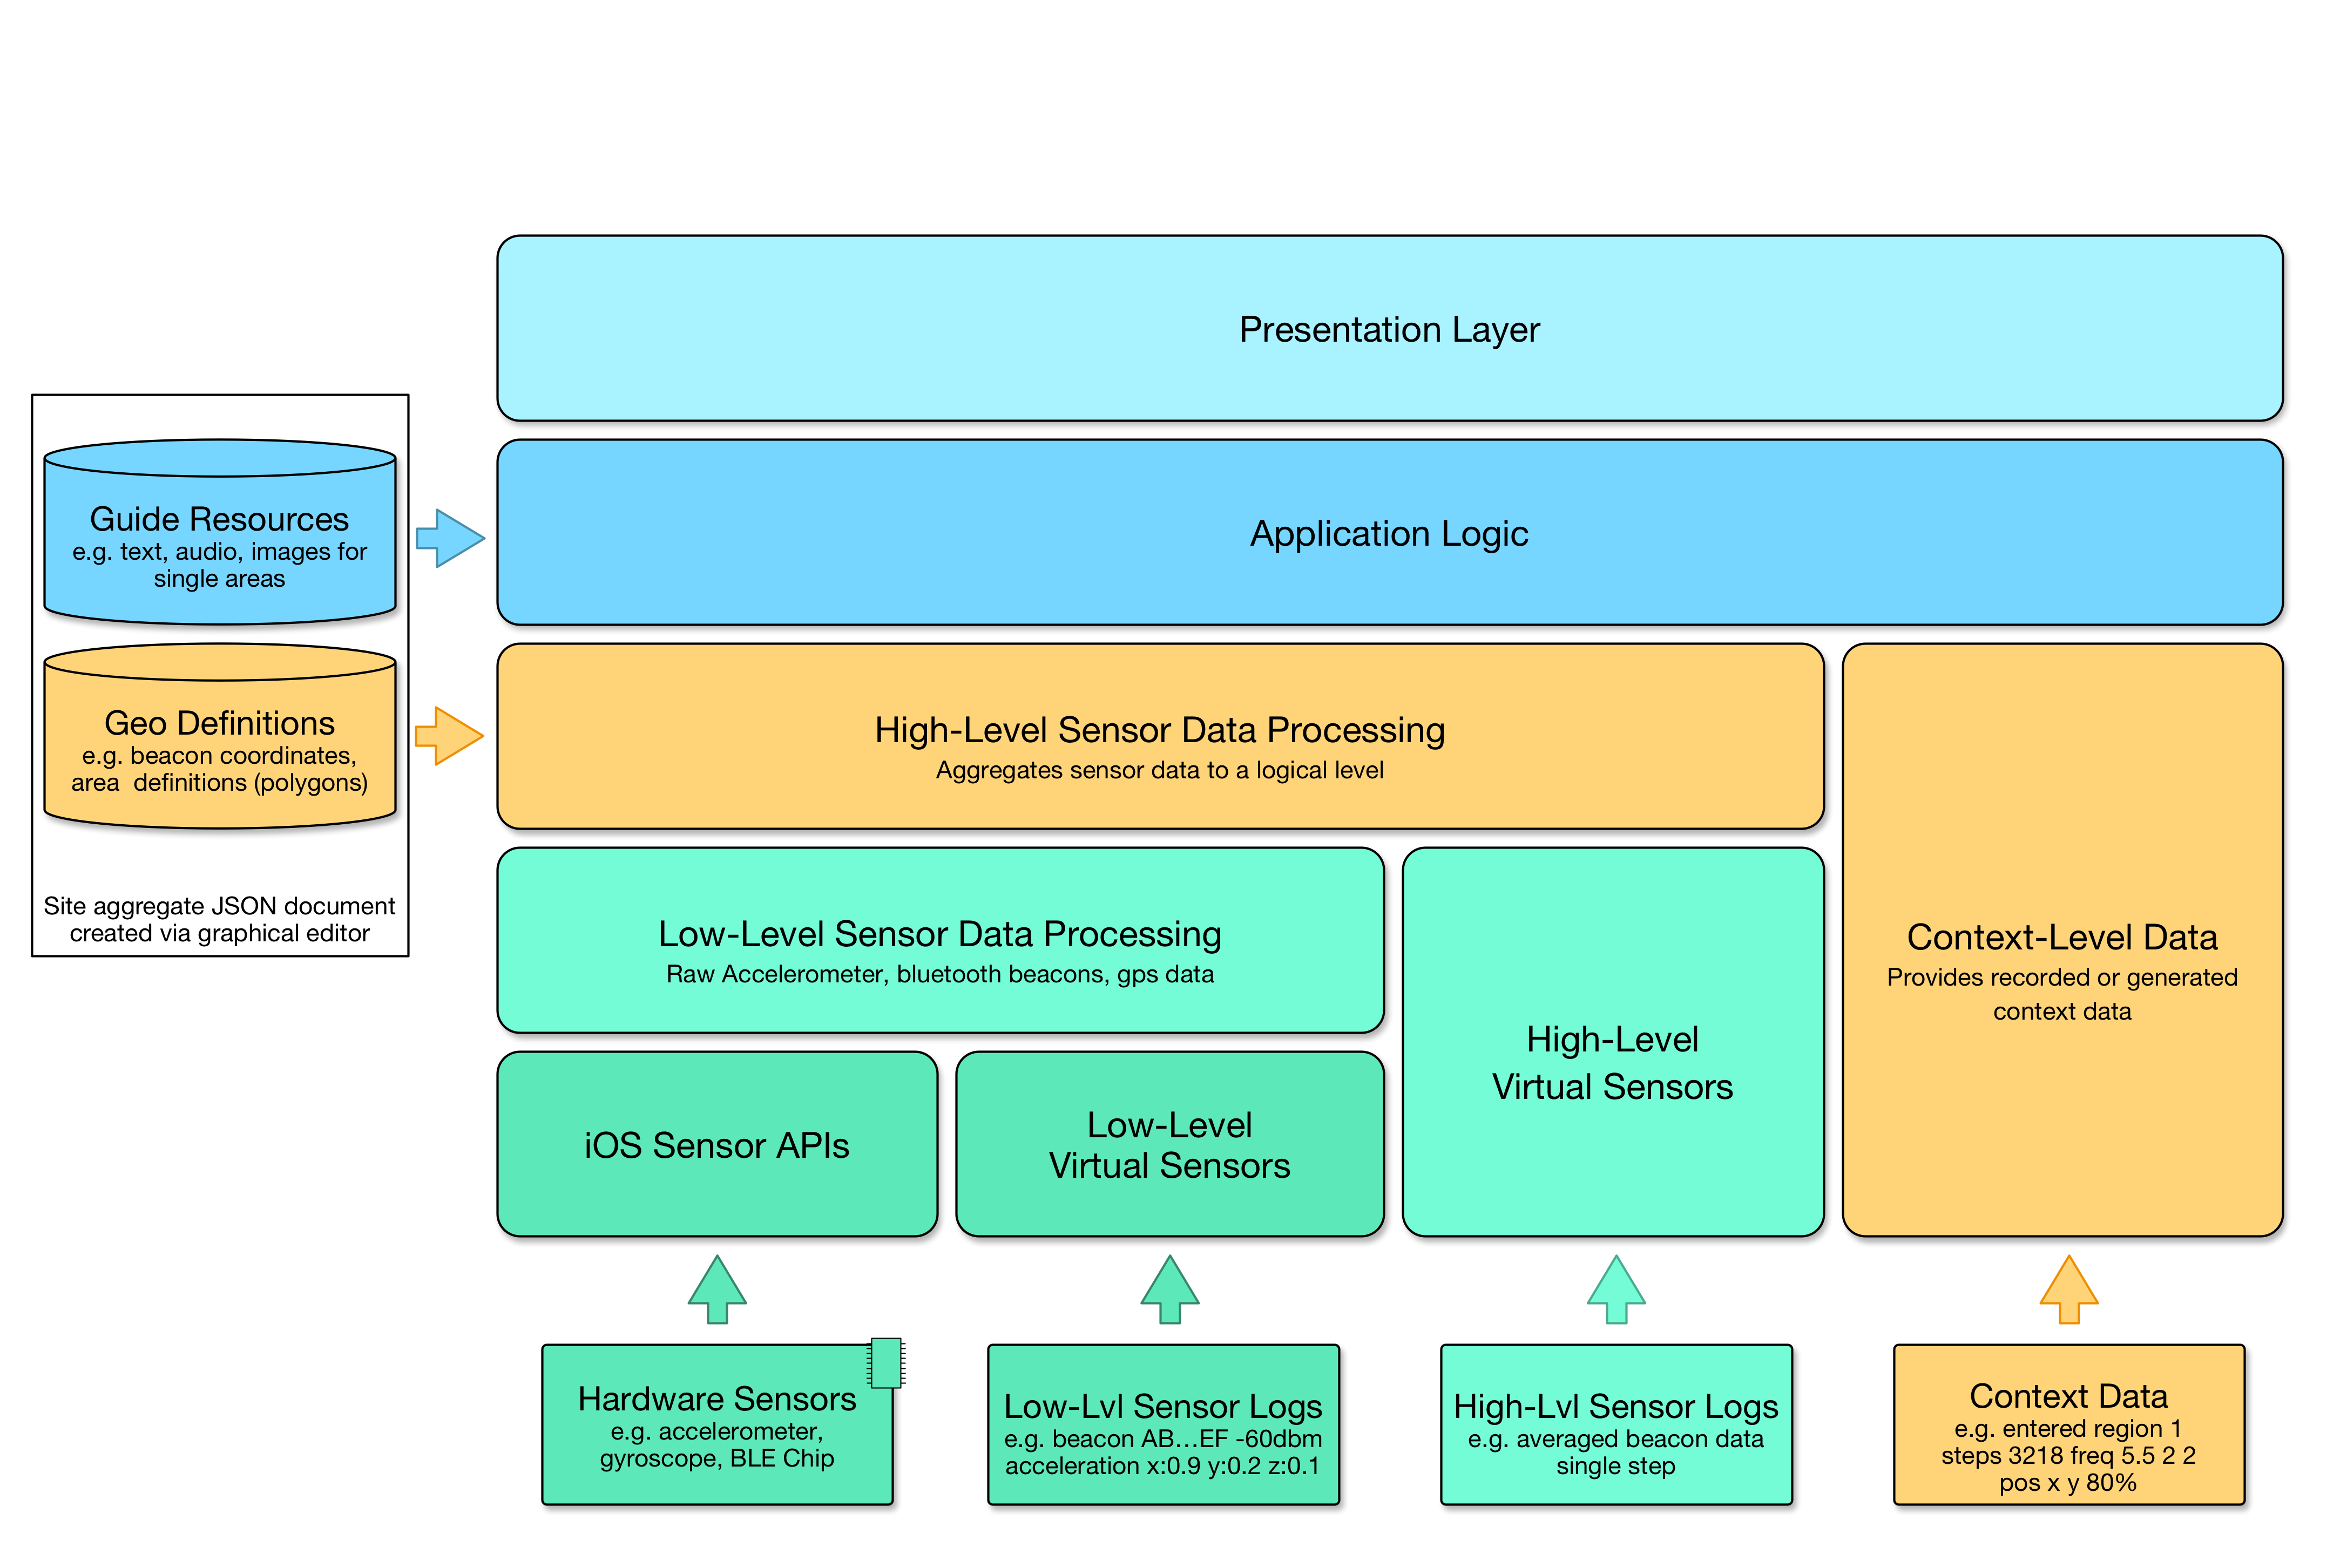 Presentation Layer
Guide Resources
e.g. text, audio, images for
single areas
Application Logic
Geo Definitions
e.g. beacon coordinates,
area  definitions (polygons)
High-Level Sensor Data Processing
Aggregates sensor data to a logical level
Site aggregate JSON document
created via graphical editor
Low-Level Sensor Data Processing
Raw Accelerometer, bluetooth beacons, gps data
Context-Level Data
Provides recorded or generated
context data
High-Level
Virtual Sensors
iOS Sensor APIs
Low-Level
Virtual Sensors
Hardware Sensors
e.g. accelerometer,
gyroscope, BLE Chip
Low-Lvl Sensor Logs
e.g. beacon AB...EF -60dbm
acceleration x:0.9 y:0.2 z:0.1
High-Lvl Sensor Logs
e.g. averaged beacon data
single step
Context Data
e.g. entered region 1
steps 3218 freq 5.5 2 2
pos x y 80%